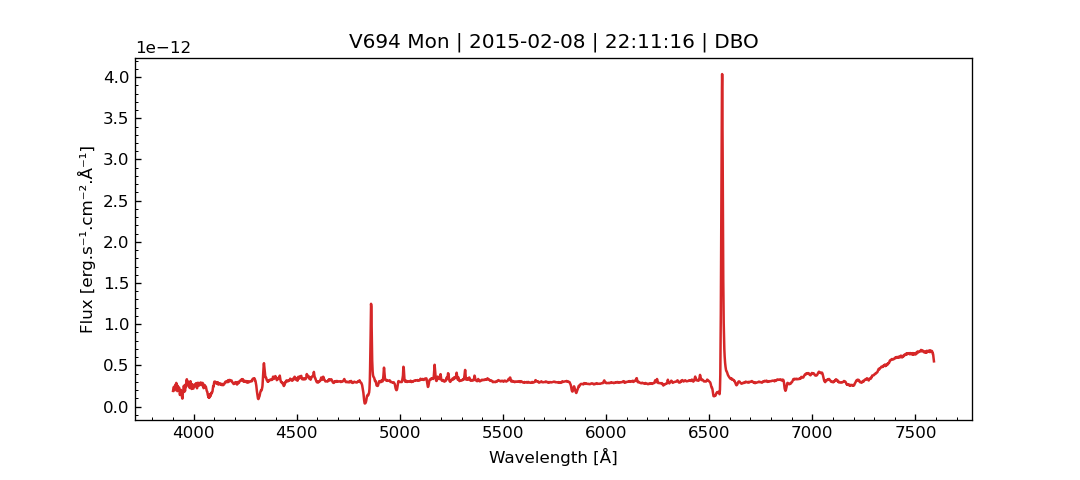 V694 Mon | 2015-02-08 | 22:11:16 | DBO
1e−12
4.0
3.5
3.0
2.5
2.0
1.5
1.0
0.5
0.0
Flux [erg.s⁻¹.cm⁻².Å⁻¹]
4000 4500 5000 5500 6000 6500 7000 7500
Wavelength [Å]